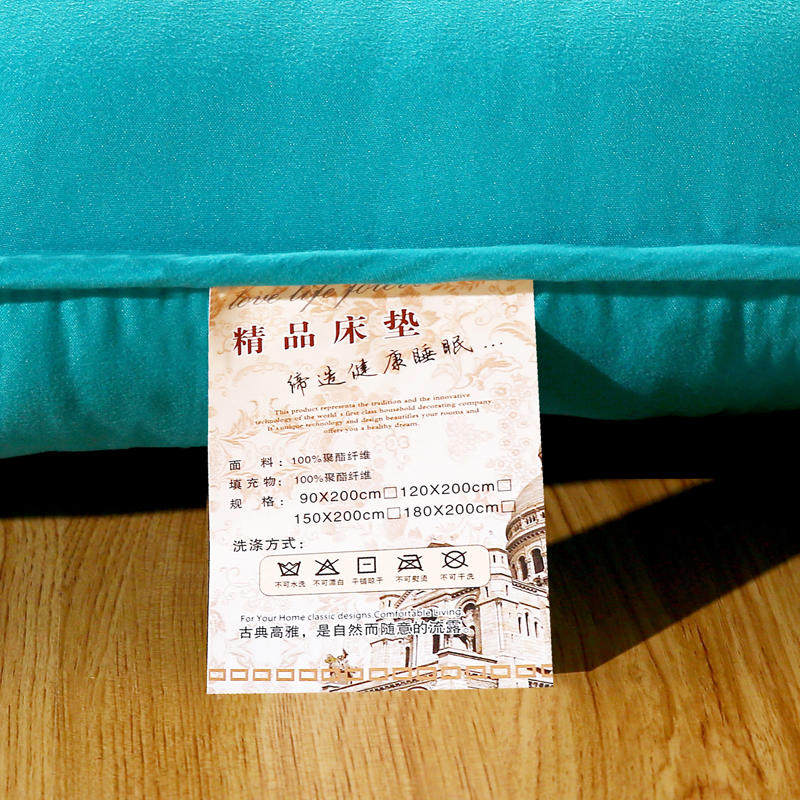 love life forever
精品床垫
缔造健康睡眠...
This product represents the tradition and the innovative
technology of the world's first class household decorating company
It's unique technology and design beautifies your rooms and
offers you a healthy dream.
面 料：100%聚酯纤维
填充物：100%聚酯纤维
规 格：90X200cm□120X200cm□
150X200cm□180X200cm□
洗涤方式：
不可水洗 不可漂白 平铺晾干 不可熨烫 不可干洗
For Your Home classic designs Comfortable Living
古典高雅，是自然而随意的流露。